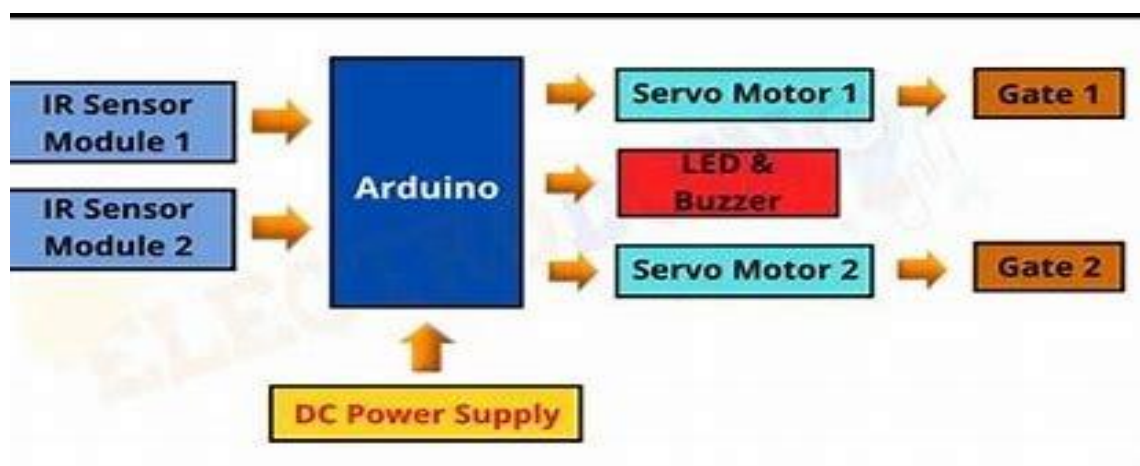 IR Sensor
Module 1
IR Sensor
Module 2
Arduino
Servo Motor 1
Gate 1
LED &
Buzzer
Servo Motor 2
Gate 2
DC Power Supply